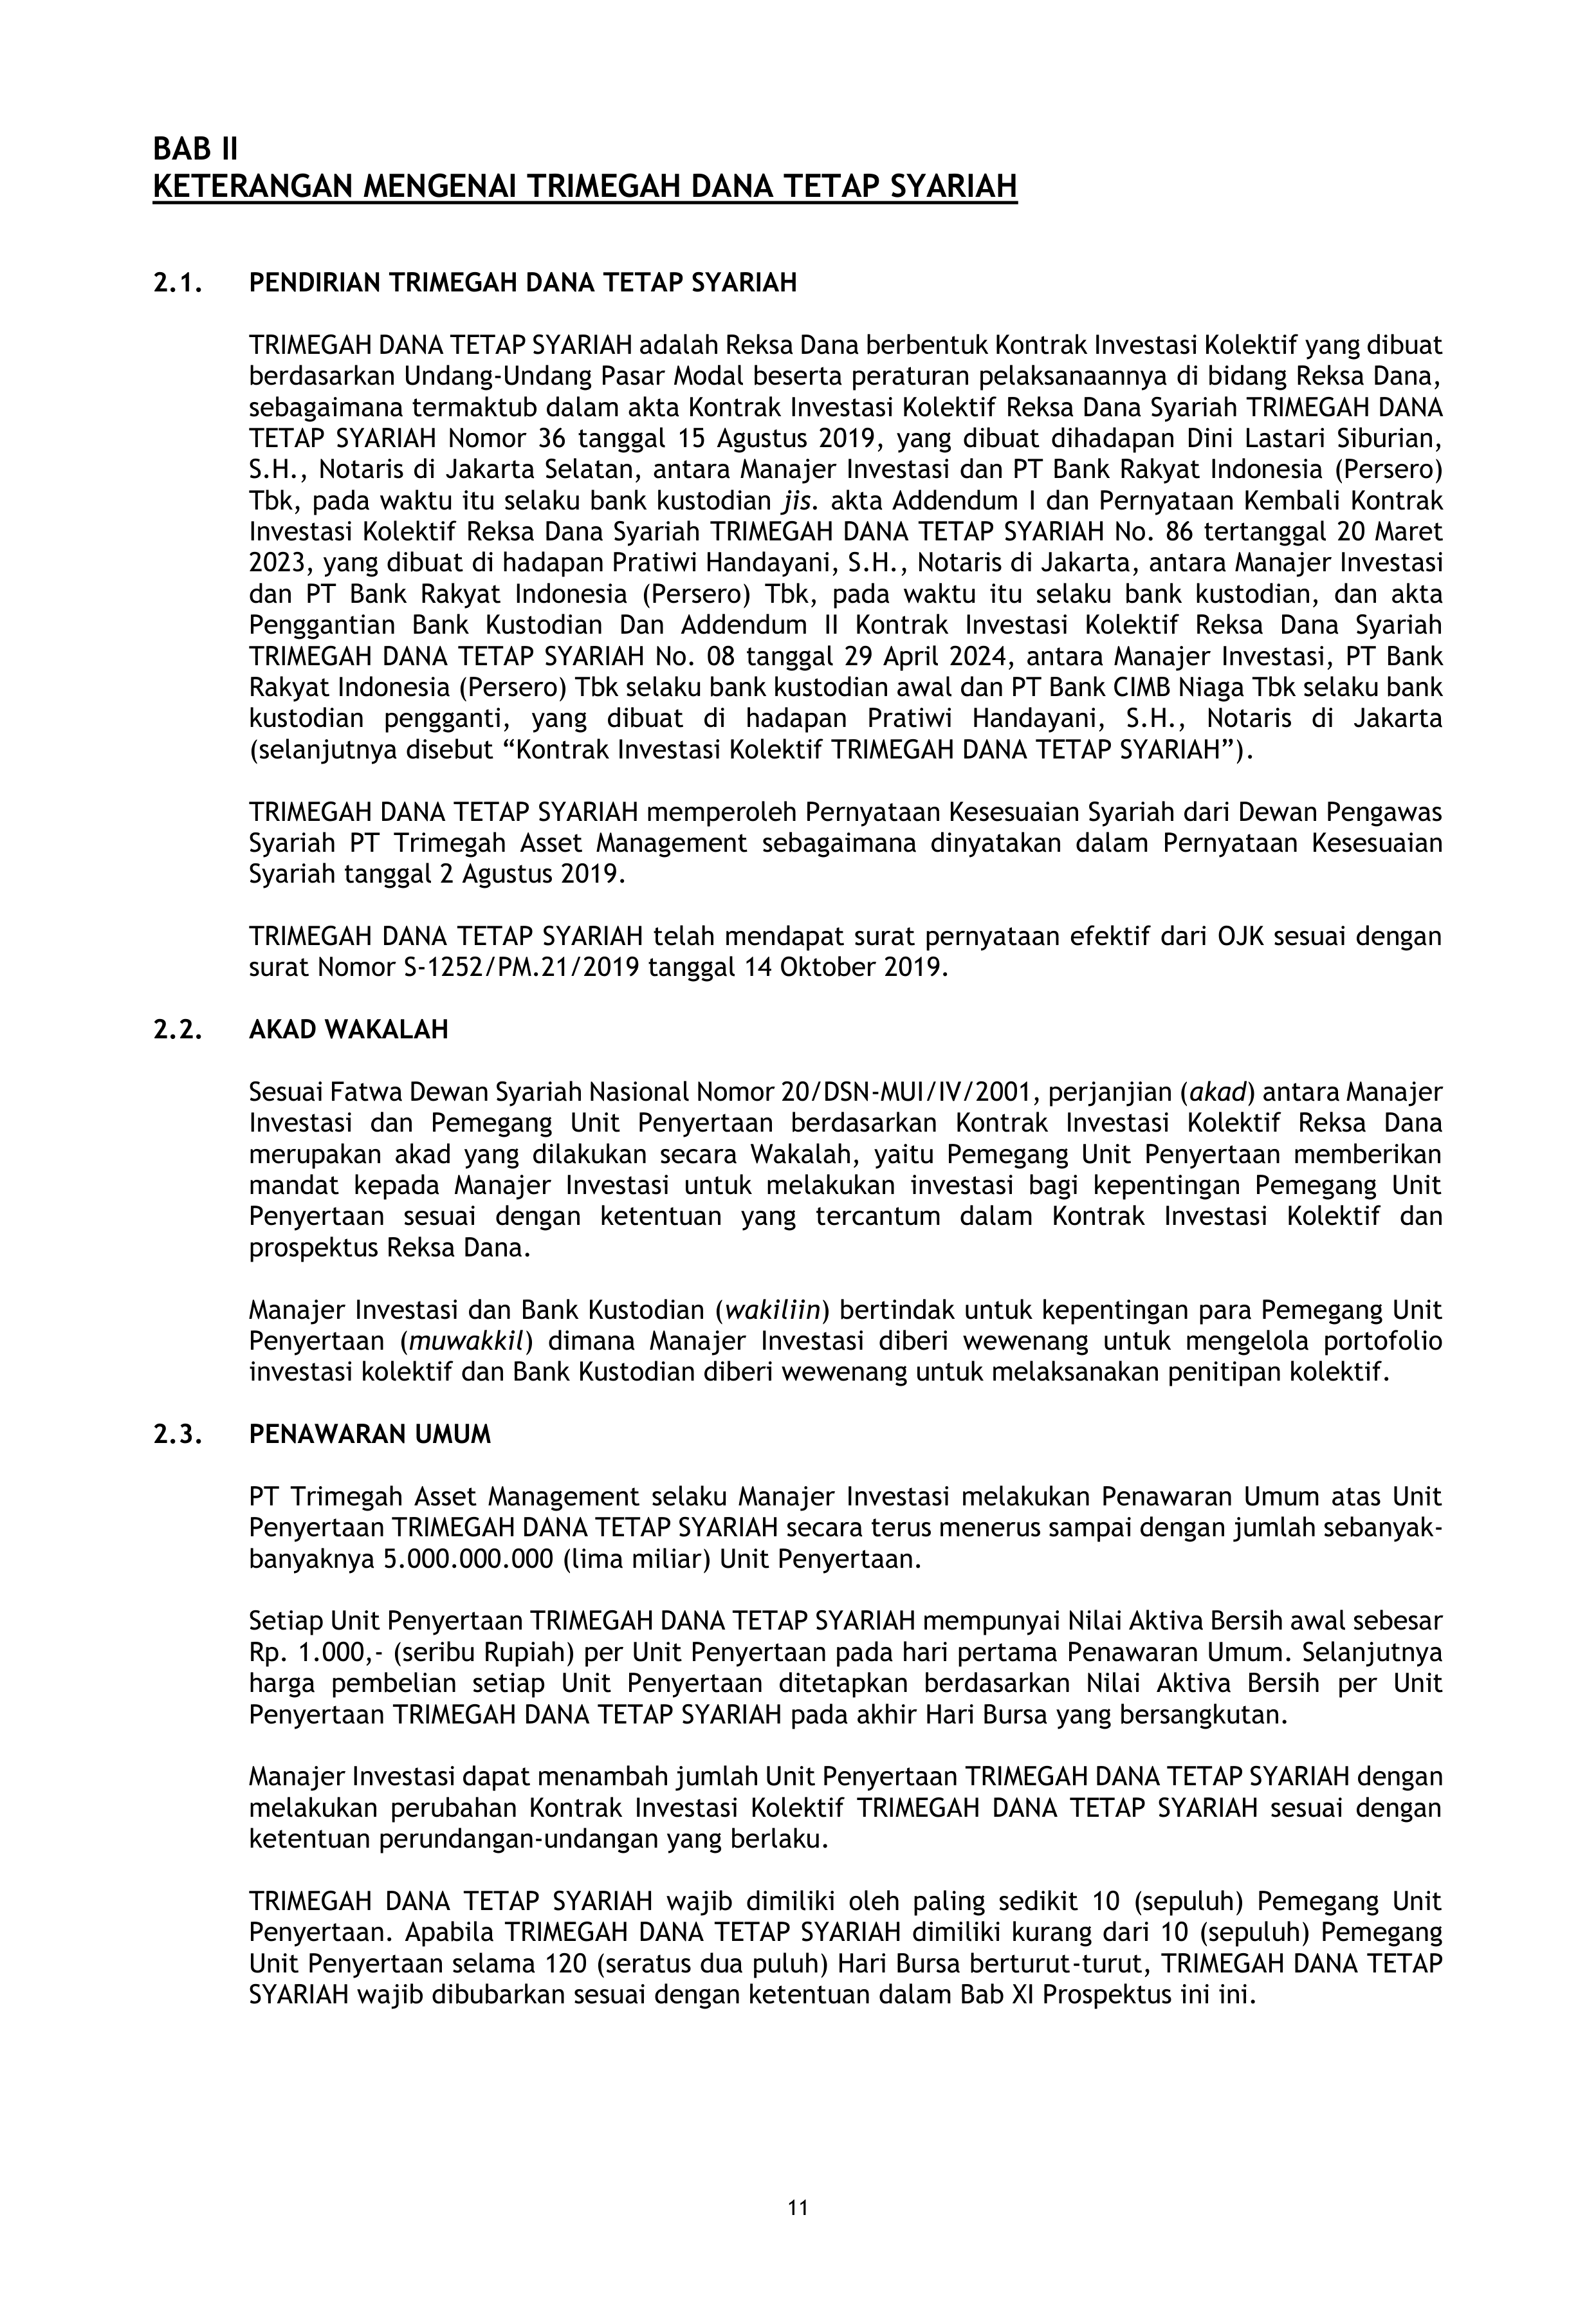 BAB II
KETERANGAN MENGENAI TRIMEGAH DANA TETAP SYARIAH
2.1. PENDIRIAN TRIMEGAH DANA TETAP SYARIAH
TRIMEGAH DANA TETAP SYARIAH adalah Reksa Dana berbentuk Kontrak Investasi Kolektif yang dibuat
berdasarkan Undang-Undang Pasar Modal beserta peraturan pelaksanaannya di bidang Reksa Dana,
sebagaimana termaktub dalam akta Kontrak Investasi Kolektif Reksa Dana Syariah TRIMEGAH DANA
TETAP SYARIAH Nomor 36 tanggal 15 Agustus 2019, yang dibuat dihadapan Dini Lastari Siburian,
S.H., Notaris di Jakarta Selatan, antara Manajer Investasi dan PT Bank Rakyat Indonesia (Persero)
Tbk, pada waktu itu selaku bank kustodian jis. akta Addendum I dan Pernyataan Kembali Kontrak
Investasi Kolektif Reksa Dana Syariah TRIMEGAH DANA TETAP SYARIAH No. 86 tertanggal 20 Maret
2023, yang dibuat di hadapan Pratiwi Handayani, S.H., Notaris di Jakarta, antara Manajer Investasi
dan PT Bank Rakyat Indonesia (Persero) Tbk, pada waktu itu selaku bank kustodian, dan akta
Penggantian Bank Kustodian Dan Addendum II Kontrak Investasi Kolektif Reksa Dana Syariah
TRIMEGAH DANA TETAP SYARIAH No. 08 tanggal 29 April 2024, antara Manajer Investasi, PT Bank
Rakyat Indonesia (Persero) Tbk selaku bank kustodian awal dan PT Bank CIMB Niaga Tbk selaku bank
kustodian pengganti, yang dibuat di hadapan Pratiwi Handayani, S.H., Notaris di Jakarta
(selanjutnya disebut “Kontrak Investasi Kolektif TRIMEGAH DANA TETAP SYARIAH”).
TRIMEGAH DANA TETAP SYARIAH memperoleh Pernyataan Kesesuaian Syariah dari Dewan Pengawas
Syariah PT Trimegah Asset Management sebagaimana dinyatakan dalam Pernyataan Kesesuaian
Syariah tanggal 2 Agustus 2019.
TRIMEGAH DANA TETAP SYARIAH telah mendapat surat pernyataan efektif dari OJK sesuai dengan
surat Nomor S-1252/PM.21/2019 tanggal 14 Oktober 2019.
2.2. AKAD WAKALAH
Sesuai Fatwa Dewan Syariah Nasional Nomor 20/DSN-MUI/IV/2001, perjanjian (akad) antara Manajer
Investasi dan Pemegang Unit Penyertaan berdasarkan Kontrak Investasi Kolektif Reksa Dana
merupakan akad yang dilakukan secara Wakalah, yaitu Pemegang Unit Penyertaan memberikan
mandat kepada Manajer Investasi untuk melakukan investasi bagi kepentingan Pemegang Unit
Penyertaan sesuai dengan ketentuan yang tercantum dalam Kontrak Investasi Kolektif dan
prospektus Reksa Dana.
Manajer Investasi dan Bank Kustodian (wakiliin) bertindak untuk kepentingan para Pemegang Unit
Penyertaan (muwakkil) dimana Manajer Investasi diberi wewenang untuk mengelola portofolio
investasi kolektif dan Bank Kustodian diberi wewenang untuk melaksanakan penitipan kolektif.
2.3. PENAWARAN UMUM
PT Trimegah Asset Management selaku Manajer Investasi melakukan Penawaran Umum atas Unit
Penyertaan TRIMEGAH DANA TETAP SYARIAH secara terus menerus sampai dengan jumlah sebanyak-
banyaknya 5.000.000.000 (lima miliar) Unit Penyertaan.
Setiap Unit Penyertaan TRIMEGAH DANA TETAP SYARIAH mempunyai Nilai Aktiva Bersih awal sebesar
Rp. 1.000,- (seribu Rupiah) per Unit Penyertaan pada hari pertama Penawaran Umum. Selanjutnya
harga pembelian setiap Unit Penyertaan ditetapkan berdasarkan Nilai Aktiva Bersih per Unit
Penyertaan TRIMEGAH DANA TETAP SYARIAH pada akhir Hari Bursa yang bersangkutan.
Manajer Investasi dapat menambah jumlah Unit Penyertaan TRIMEGAH DANA TETAP SYARIAH dengan
melakukan perubahan Kontrak Investasi Kolektif TRIMEGAH DANA TETAP SYARIAH sesuai dengan
ketentuan perundangan-undangan yang berlaku.
TRIMEGAH DANA TETAP SYARIAH wajib dimiliki oleh paling sedikit 10 (sepuluh) Pemegang Unit
Penyertaan. Apabila TRIMEGAH DANA TETAP SYARIAH dimiliki kurang dari 10 (sepuluh) Pemegang
Unit Penyertaan selama 120 (seratus dua puluh) Hari Bursa berturut-turut, TRIMEGAH DANA TETAP
SYARIAH wajib dibubarkan sesuai dengan ketentuan dalam Bab XI Prospektus ini ini.
11